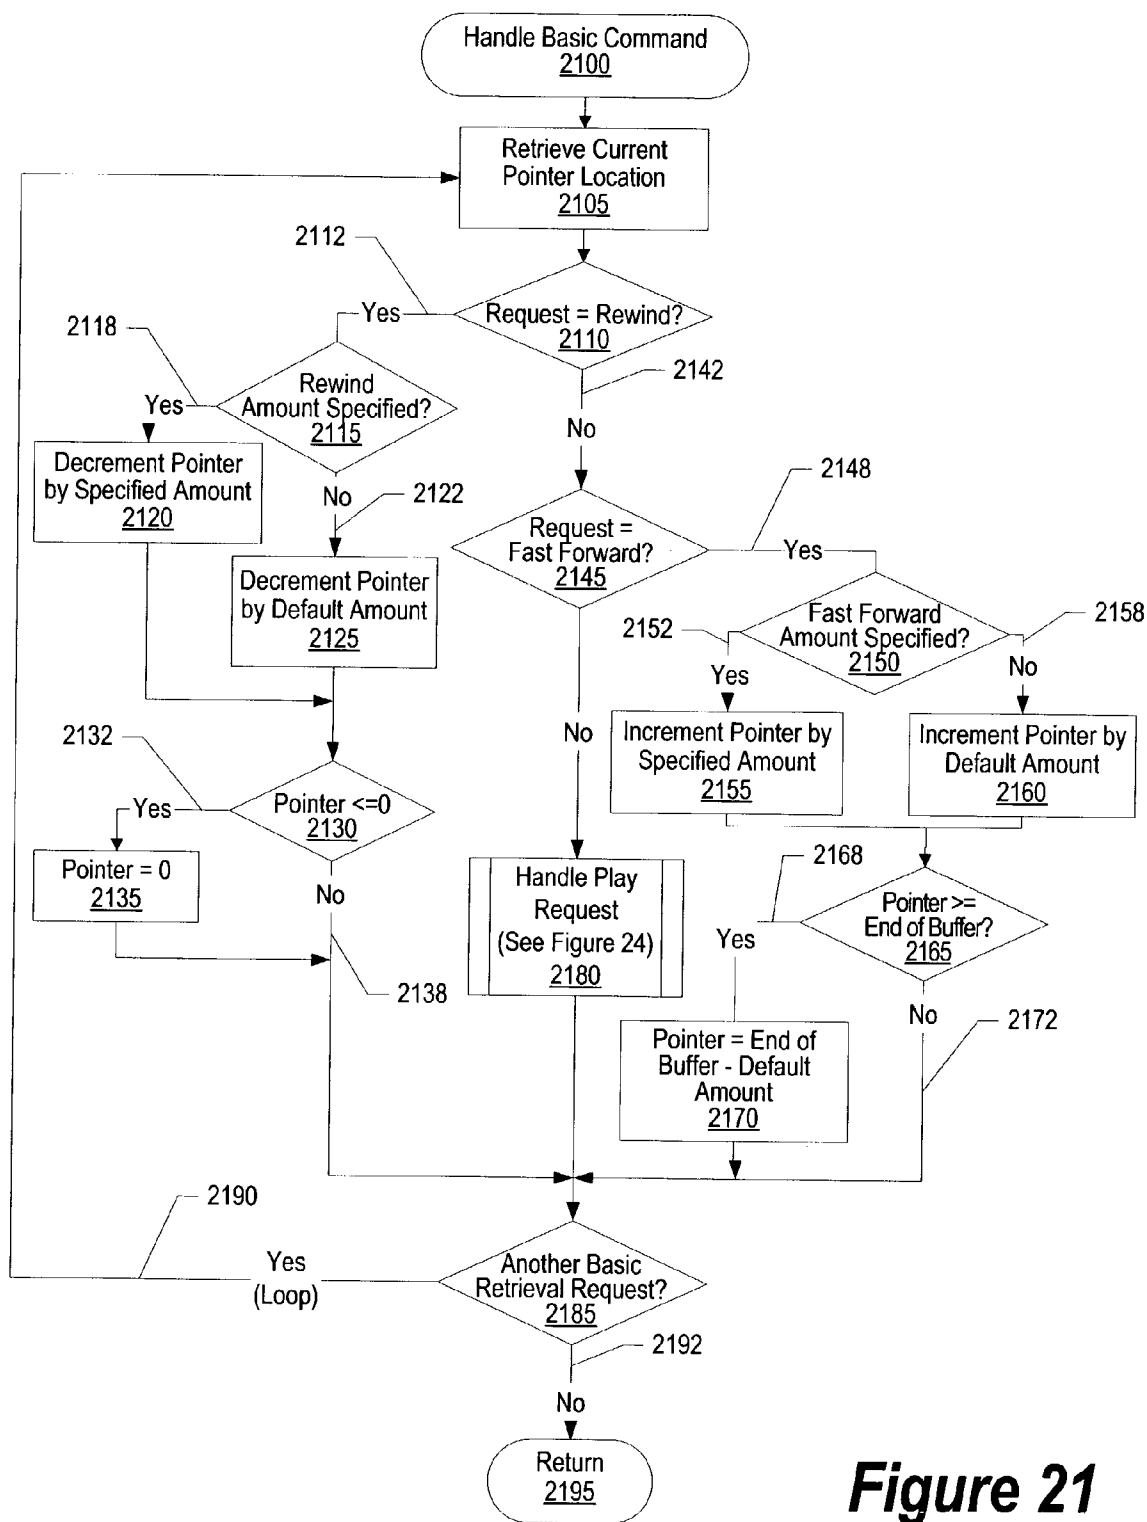 Handle Basic Command
2100
Retrieve Current
Pointer Location
2105
2112
Yes
Request = Rewind?
2110
2142
No
2118
Yes
Rewind
Amount Specified?
2115
Decrement Pointer
by Specified Amount
2120
No
2122
Decrement Pointer
by Default Amount
2125
Request =
Fast Forward?
2145
2148
Yes
Fast Forward
Amount Specified?
2150
2152
Yes
2158
No
Increment Pointer by
Specified Amount
2155
Increment Pointer by
Default Amount
2160
No
2132
Yes
Pointer <=0
2130
Pointer = 0
2135
No
2138
Handle Play
Request
(See Figure 24)
2180
2168
Yes
Pointer >=
End of Buffer?
2165
No
2172
Pointer = End of
Buffer - Default
Amount
2170
2190
Yes
(Loop)
Another Basic
Retrieval Request?
2185
2192
No
Return
2195
Figure 21